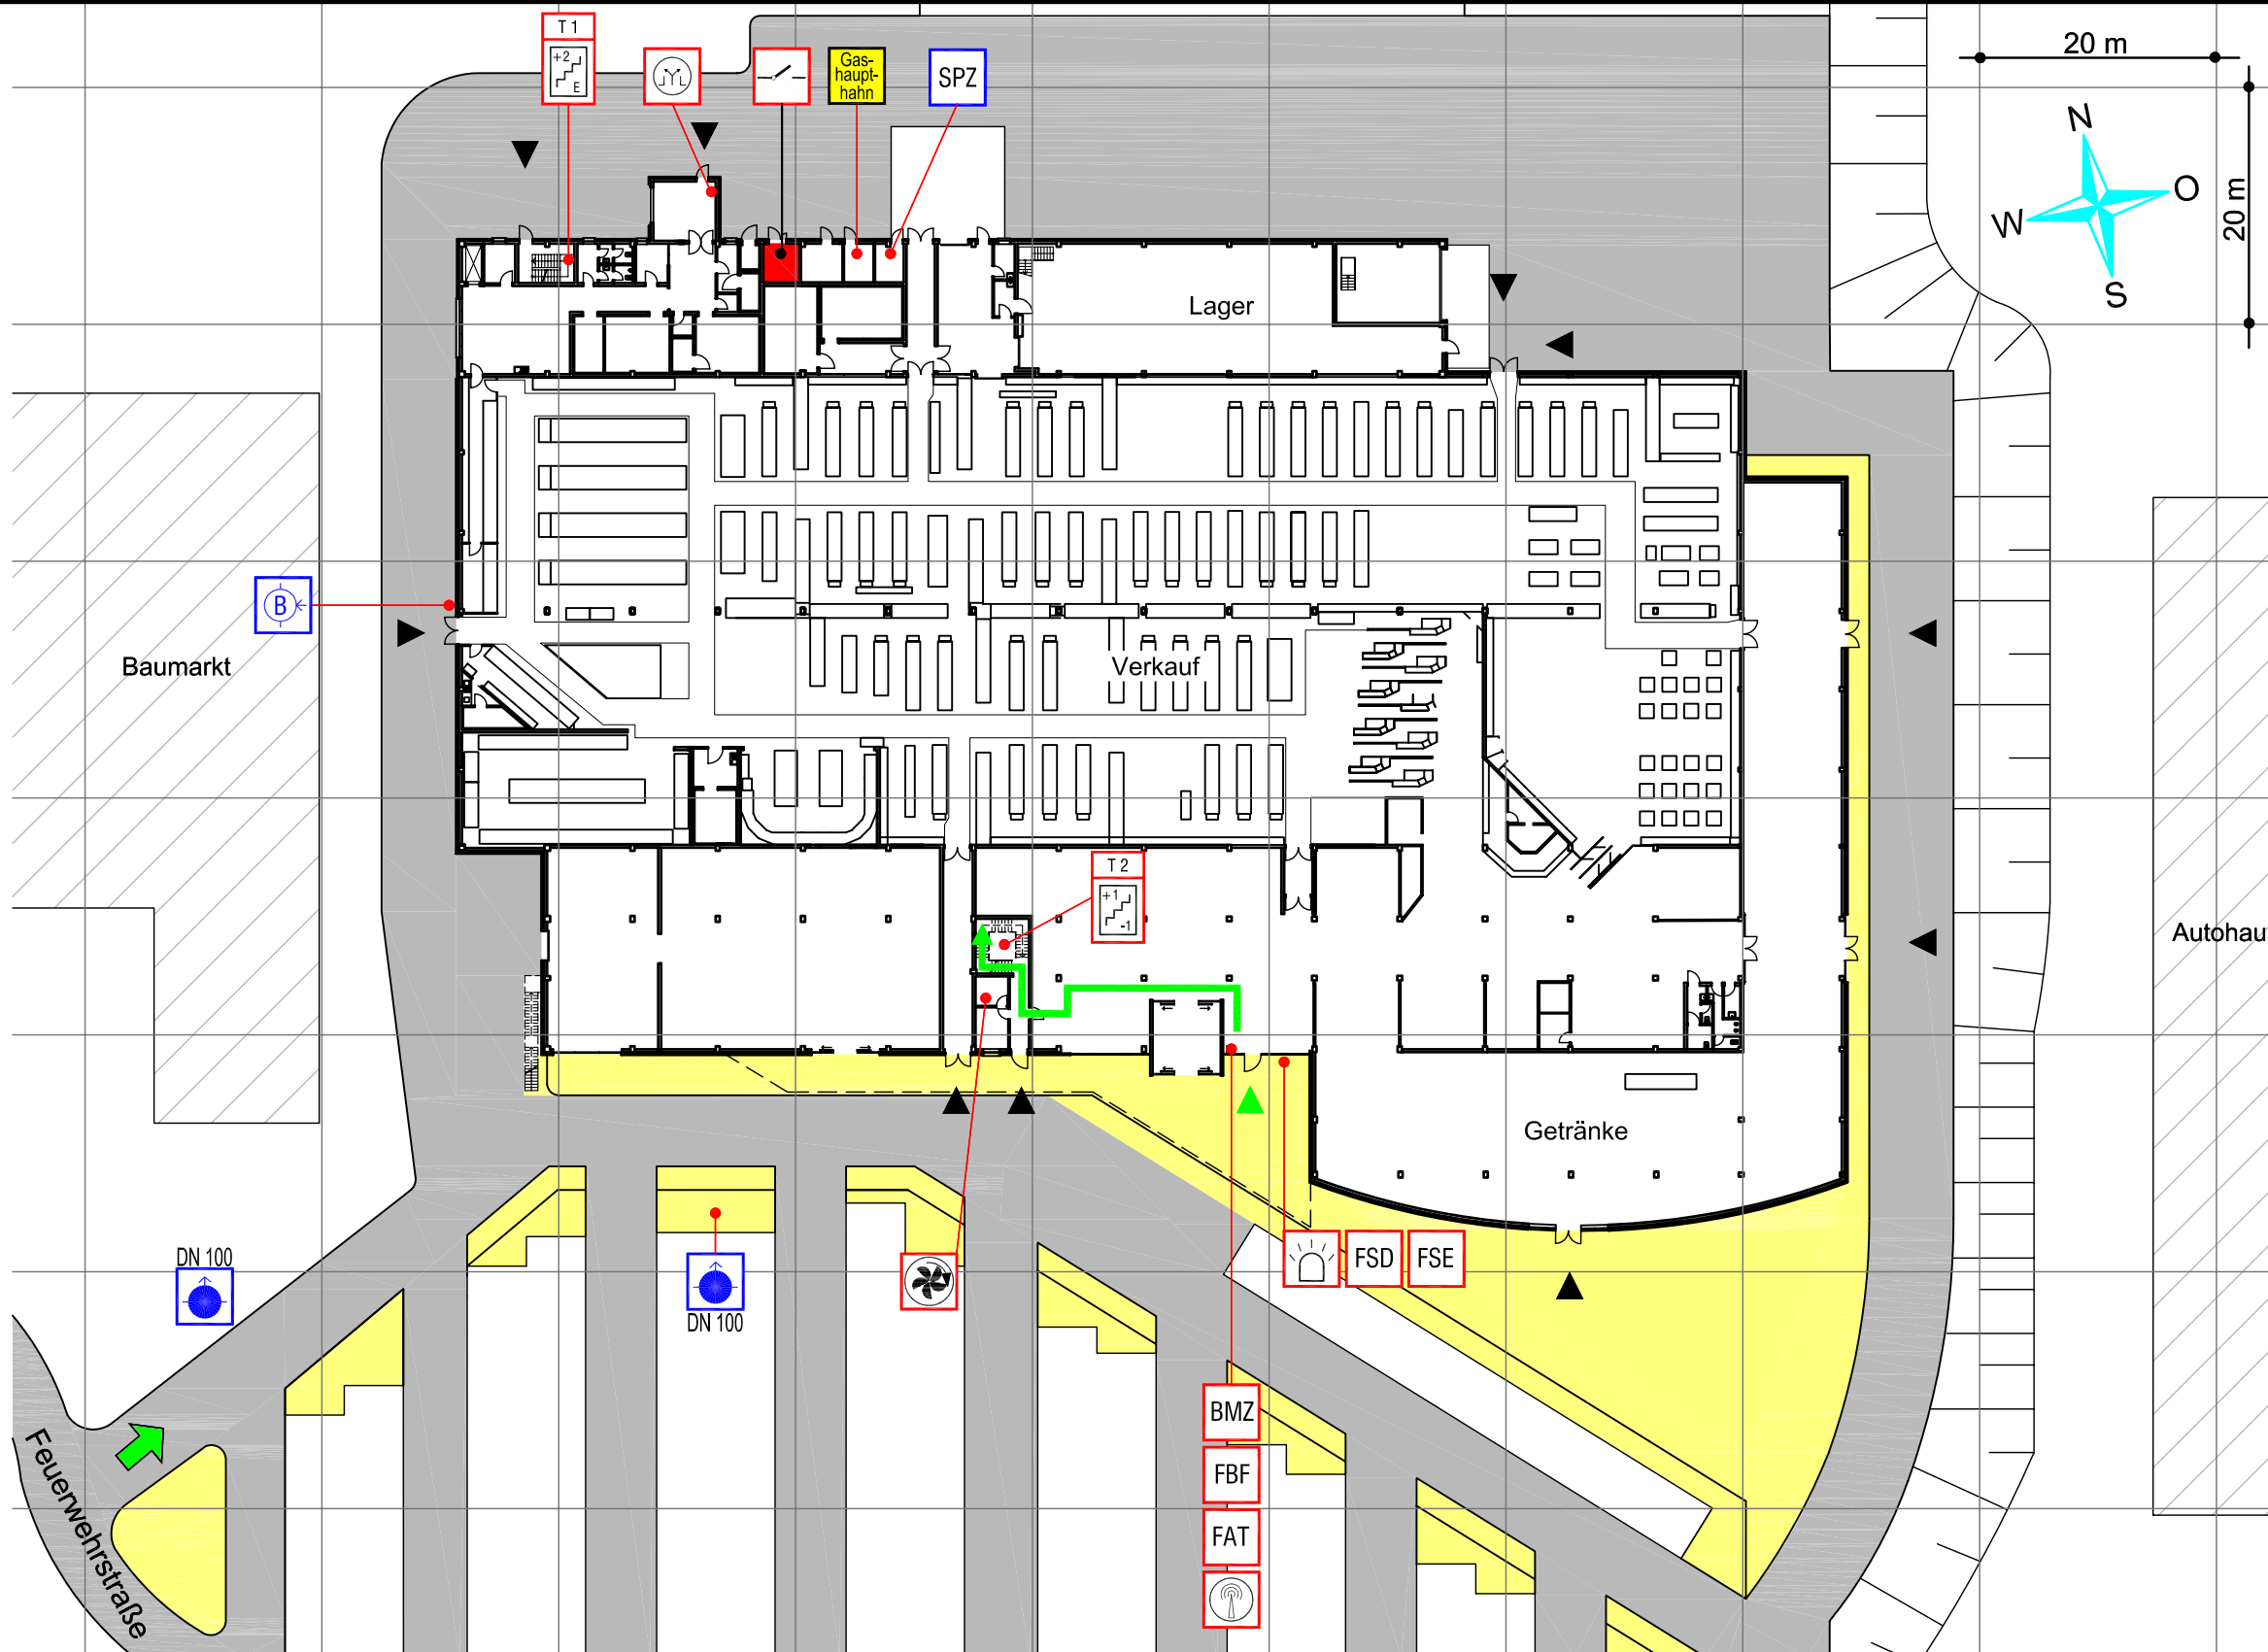 T 1
+2
E
Gas-
haupt-
hahn
SPZ
20 m
20 m
N
O
W
S
Lager
B
Baumarkt
Verkauf
T 2
+1
-1
Autohau
Getränke
DN 100
DN 100
FSD
FSE
BMZ
FBF
FAT
Feuerwehrstraße